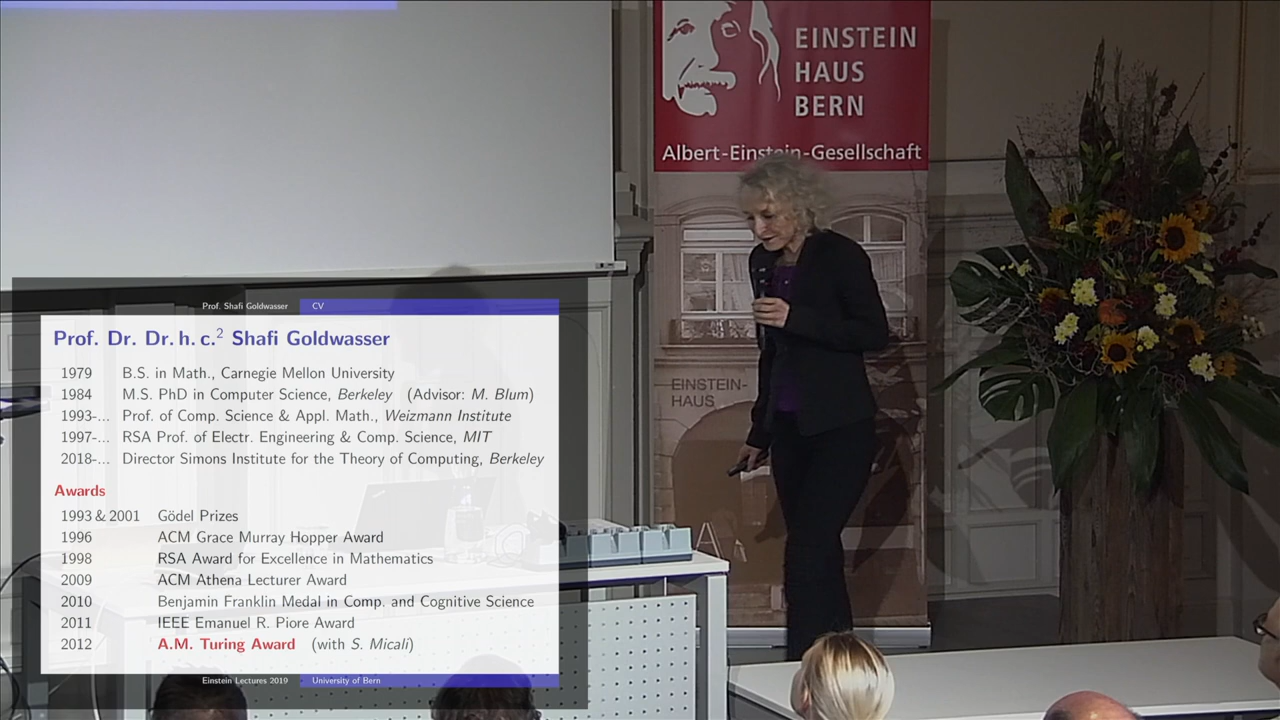 EINSTEIN
HAUS
BERN
Albert-Einstein-Gesellschaft
EINSTEIN-
HAUS
Prof. Shafi Goldwasser CV
Prof. Dr. Dr. h. c.² Shafi Goldwasser
1979 B.S. in Math., Carnegie Mellon University
1984 M.S. PhD in Computer Science, Berkeley (Advisor: M. Blum)
1993-... Prof. of Comp. Science & Appl. Math., Weizmann Institute
1997-... RSA Prof. of Electr. Engineering & Comp. Science, MIT
2018-... Director Simons Institute for the Theory of Computing, Berkeley
Awards
1993 & 2001 Gödel Prizes
1996 ACM Grace Murray Hopper Award
1998 RSA Award for Excellence in Mathematics
2009 ACM Athena Lecturer Award
2010 Benjamin Franklin Medal in Comp. and Cognitive Science
2011 IEEE Emanuel R. Piore Award
2012 A.M. Turing Award (with S. Micali)
Einstein Lectures 2019 University of Bern